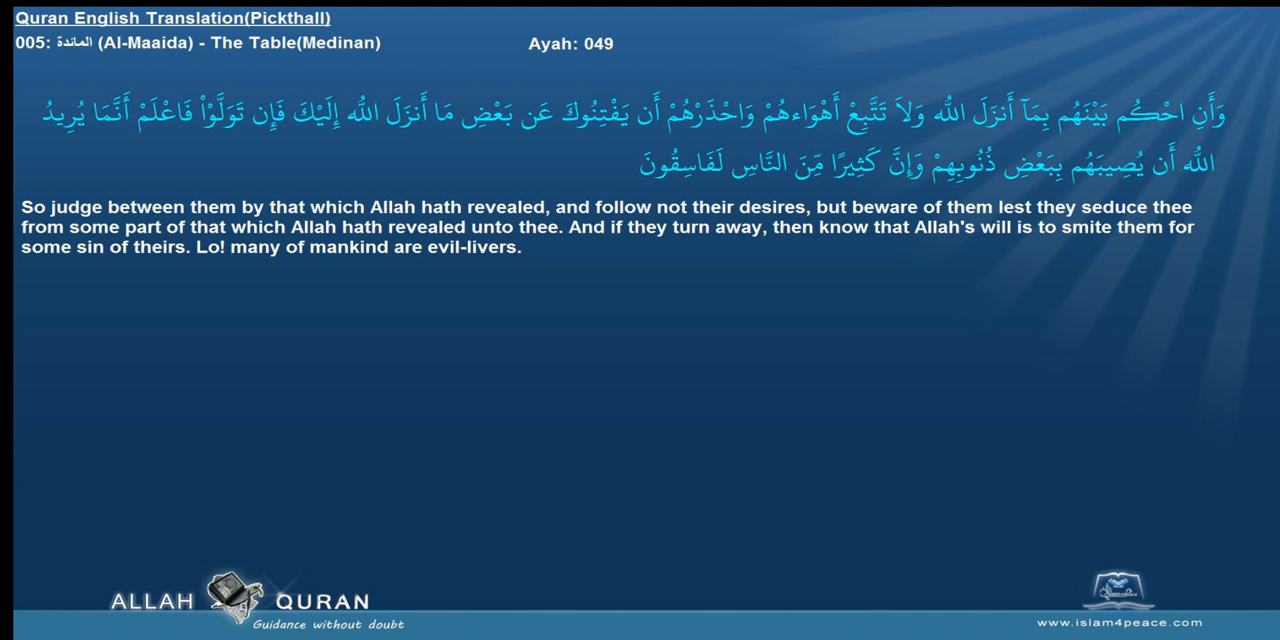 Quran English Translation(Pickthall)
005: المائدة (Al-Maaida) - The Table(Medinan) Ayah: 049
وَأَنِ احْكُم بَيْنَهُم بِمَآ أَنزَلَ اللّه وَلاَ تَتَّبِعْ أَهْوَاءهُمْ وَاحْذَرْهُمْ أَن يَفْتِنُوكَ عَن بَعْضِ مَا أَنزَلَ اللّه إِلَيْكَ فَإِن تَوَلَّوْاْ فَاعْلَمْ أَنَّمَا يُرِيدُ
اللّه أَن يُصِيبَهُم بِبَعْضِ ذُنُوبِهِمْ وَإِنَّ كَثِيرًا مِّنَ النَّاسِ لَفَاسِقُونَ
So judge between them by that which Allah hath revealed, and follow not their desires, but beware of them lest they seduce thee
from some part of that which Allah hath revealed unto thee. And if they turn away, then know that Allah's will is to smite them for
some sin of theirs. Lo! many of mankind are evil-livers.
ALLAH QURAN
Guidance without doubt
www.islam4peace.com